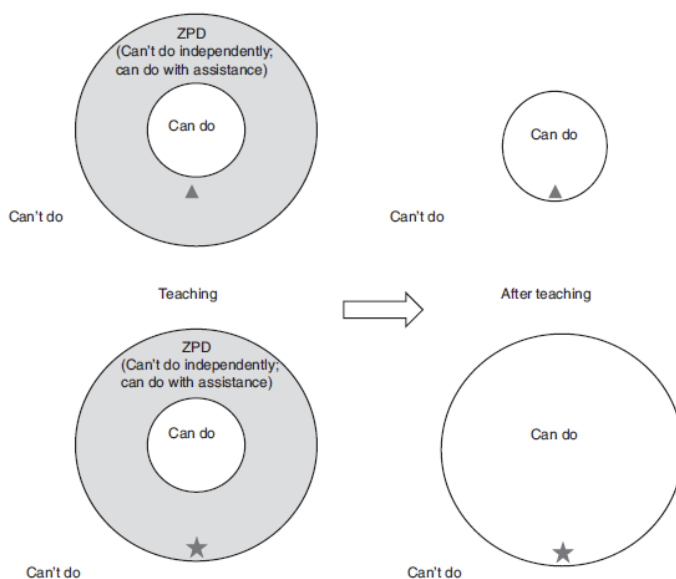 ZPD
(Can't do independently;
can do with assistance)
Can do
Can do
Can't do
Can't do
Teaching
After teaching
ZPD
(Can't do independently;
can do with assistance)
Can do
Can do
Can't do
Can't do